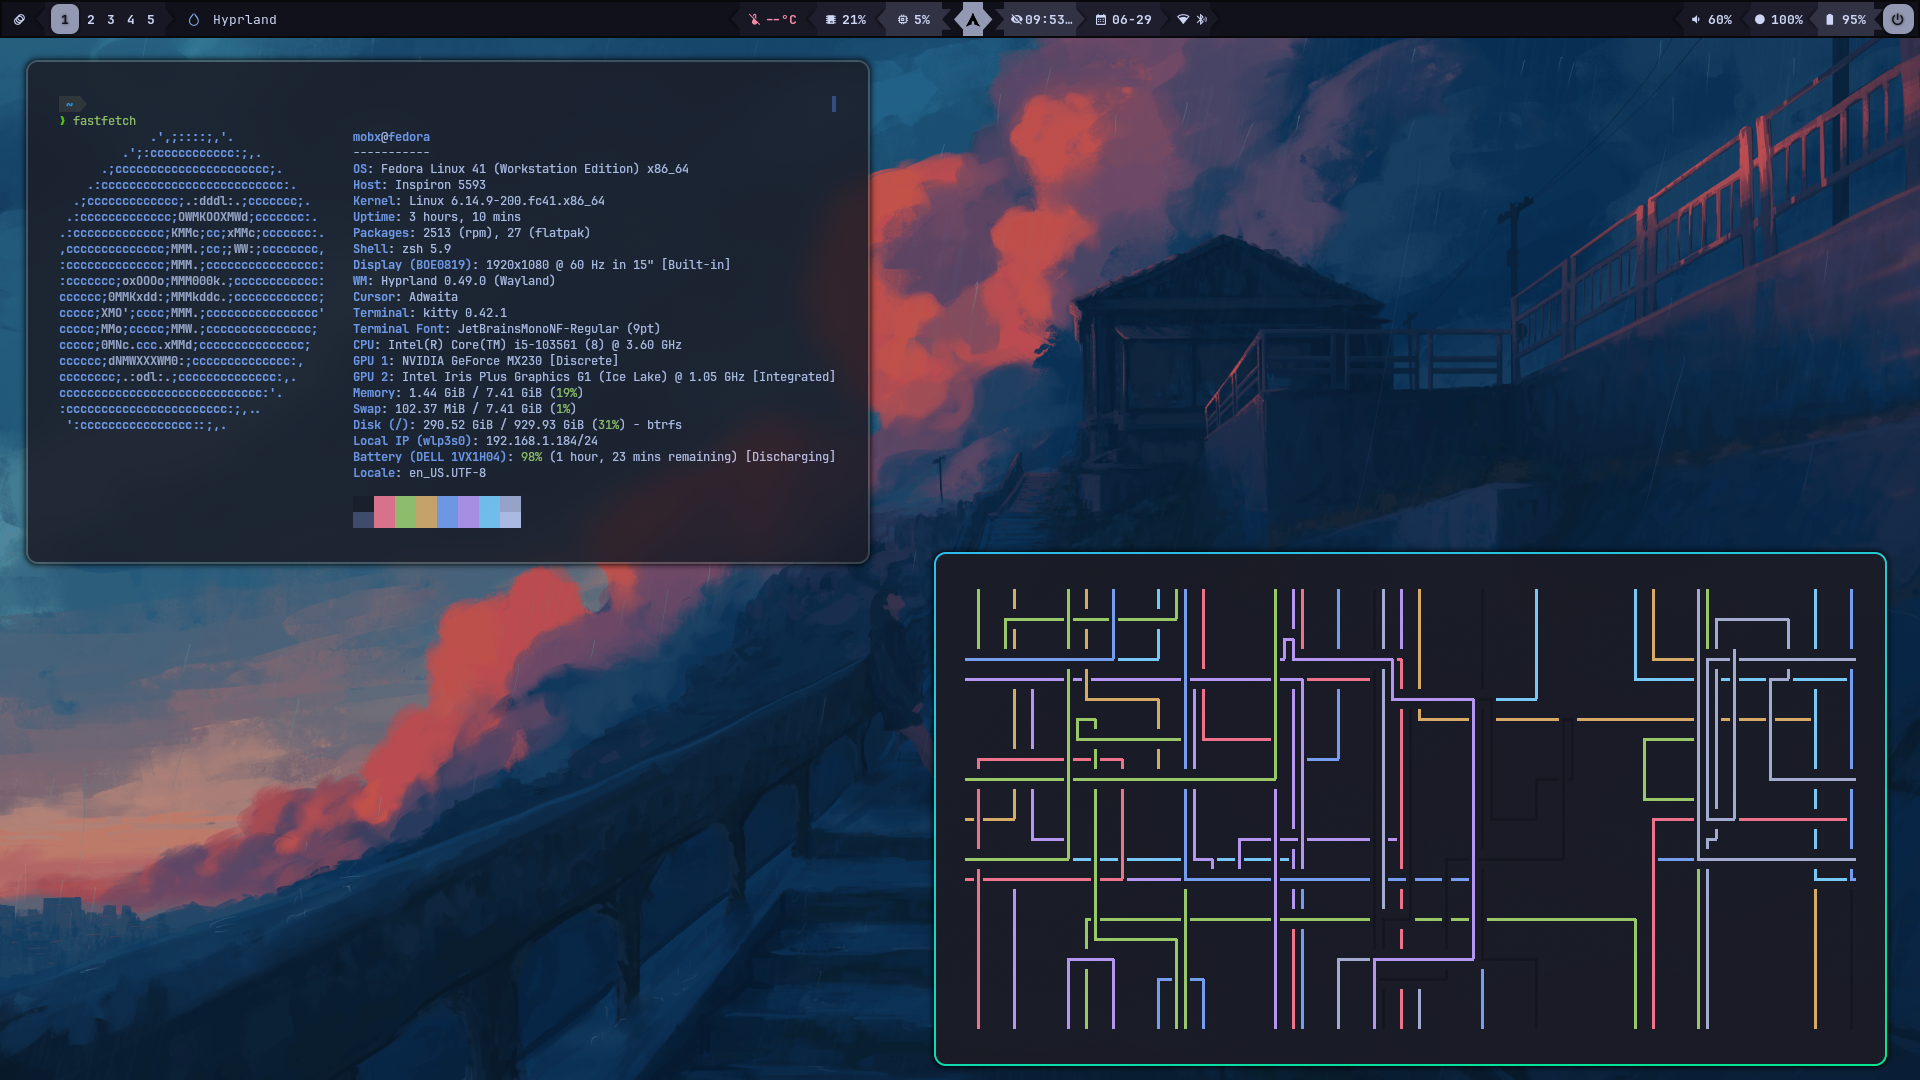 1 2 3 4 5 Hyprland --°C 21% 5% 09:53… 06-29 60% 100% 95%
~
❯ fastfetch
.',;::::;,'.
.';:cccccccccccc:;,.
.;cccccccccccccccccccccc;.
.:cccccccccccccccccccccccccc:.
.;ccccccccccccc;.:dddl:.;ccccccc;.
.:ccccccccccccc;OWMKOOXMWd;ccccccc:.
.:ccccccccccccc;KMMc;cc;xMMc;ccccccc:.
,cccccccccccccc;MMM.;cc;;WW:;cccccccc,
:cccccccccccccc;MMM.;cccccccccccccccc:
:ccccccc;oxOOOo;MMM000k.;cccccccccccc:
cccccc;0MMKxdd:;MMMkddc.;cccccccccccc;
ccccc;XMO';cccc;MMM.;cccccccccccccccc'
ccccc;MMo;ccccc;MMW.;ccccccccccccccc;
ccccc;0MNc.ccc.xMMd;ccccccccccccccc;
cccccc;dNMWXXXWM0:;cccccccccccccc:,
cccccccc;.:odl:.;cccccccccccccc:,.
ccccccccccccccccccccccccccccc:'.
:ccccccccccccccccccccccc:;,..
':cccccccccccccccc::;,.
mobx@fedora
-----------
OS: Fedora Linux 41 (Workstation Edition) x86_64
Host: Inspiron 5593
Kernel: Linux 6.14.9-200.fc41.x86_64
Uptime: 3 hours, 10 mins
Packages: 2513 (rpm), 27 (flatpak)
Shell: zsh 5.9
Display (BOE0819): 1920x1080 @ 60 Hz in 15" [Built-in]
WM: Hyprland 0.49.0 (Wayland)
Cursor: Adwaita
Terminal: kitty 0.42.1
Terminal Font: JetBrainsMonoNF-Regular (9pt)
CPU: Intel(R) Core(TM) i5-1035G1 (8) @ 3.60 GHz
GPU 1: NVIDIA GeForce MX230 [Discrete]
GPU 2: Intel Iris Plus Graphics G1 (Ice Lake) @ 1.05 GHz [Integrated]
Memory: 1.44 GiB / 7.41 GiB (19%)
Swap: 102.37 MiB / 7.41 GiB (1%)
Disk (/): 290.52 GiB / 929.93 GiB (31%) - btrfs
Local IP (wlp3s0): 192.168.1.184/24
Battery (DELL 1VX1H04): 98% (1 hour, 23 mins remaining) [Discharging]
Locale: en_US.UTF-8